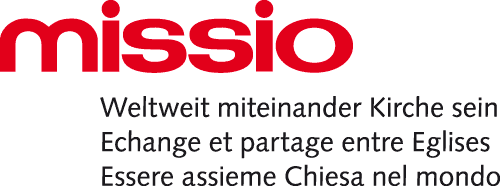 missio
Weltweit miteinander Kirche sein
Echange et partage entre Eglises
Essere assieme Chiesa nel mondo